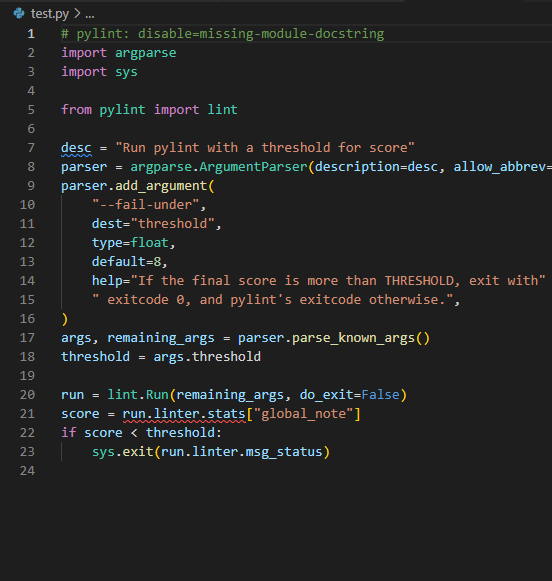 test.py > ...
1 # pylint: disable=missing-module-docstring
2 import argparse
3 import sys
4
5 from pylint import lint
6
7 desc = "Run pylint with a threshold for score"
8 parser = argparse.ArgumentParser(description=desc, allow_abbrev=
9 parser.add_argument(
10     "--fail-under",
11     dest="threshold",
12     type=float,
13     default=8,
14     help="If the final score is more than THRESHOLD, exit with"
15     " exitcode 0, and pylint's exitcode otherwise.",
16 )
17 args, remaining_args = parser.parse_known_args()
18 threshold = args.threshold
19
20 run = lint.Run(remaining_args, do_exit=False)
21 score = run.linter.stats["global_note"]
22 if score < threshold:
23     sys.exit(run.linter.msg_status)
24